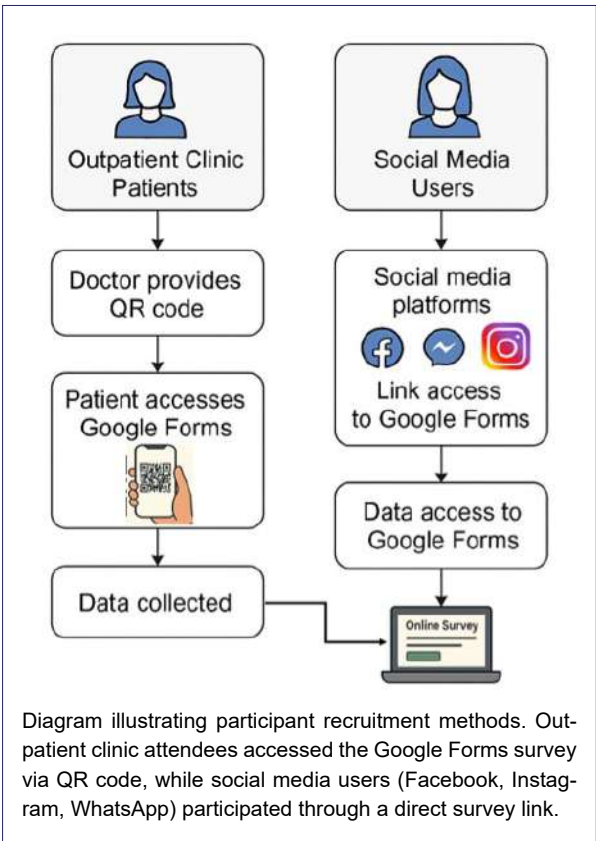 Outpatient Clinic
Patients
Doctor provides
QR code
Patient accesses
Google Forms
Data collected
Social Media
Users
Social media
platforms
Link access
to Google Forms
Data access to
Google Forms
Online Survey
Diagram illustrating participant recruitment methods. Out-
patient clinic attendees accessed the Google Forms survey
via QR code, while social media users (Facebook, Instag-
ram, WhatsApp) participated through a direct survey link.